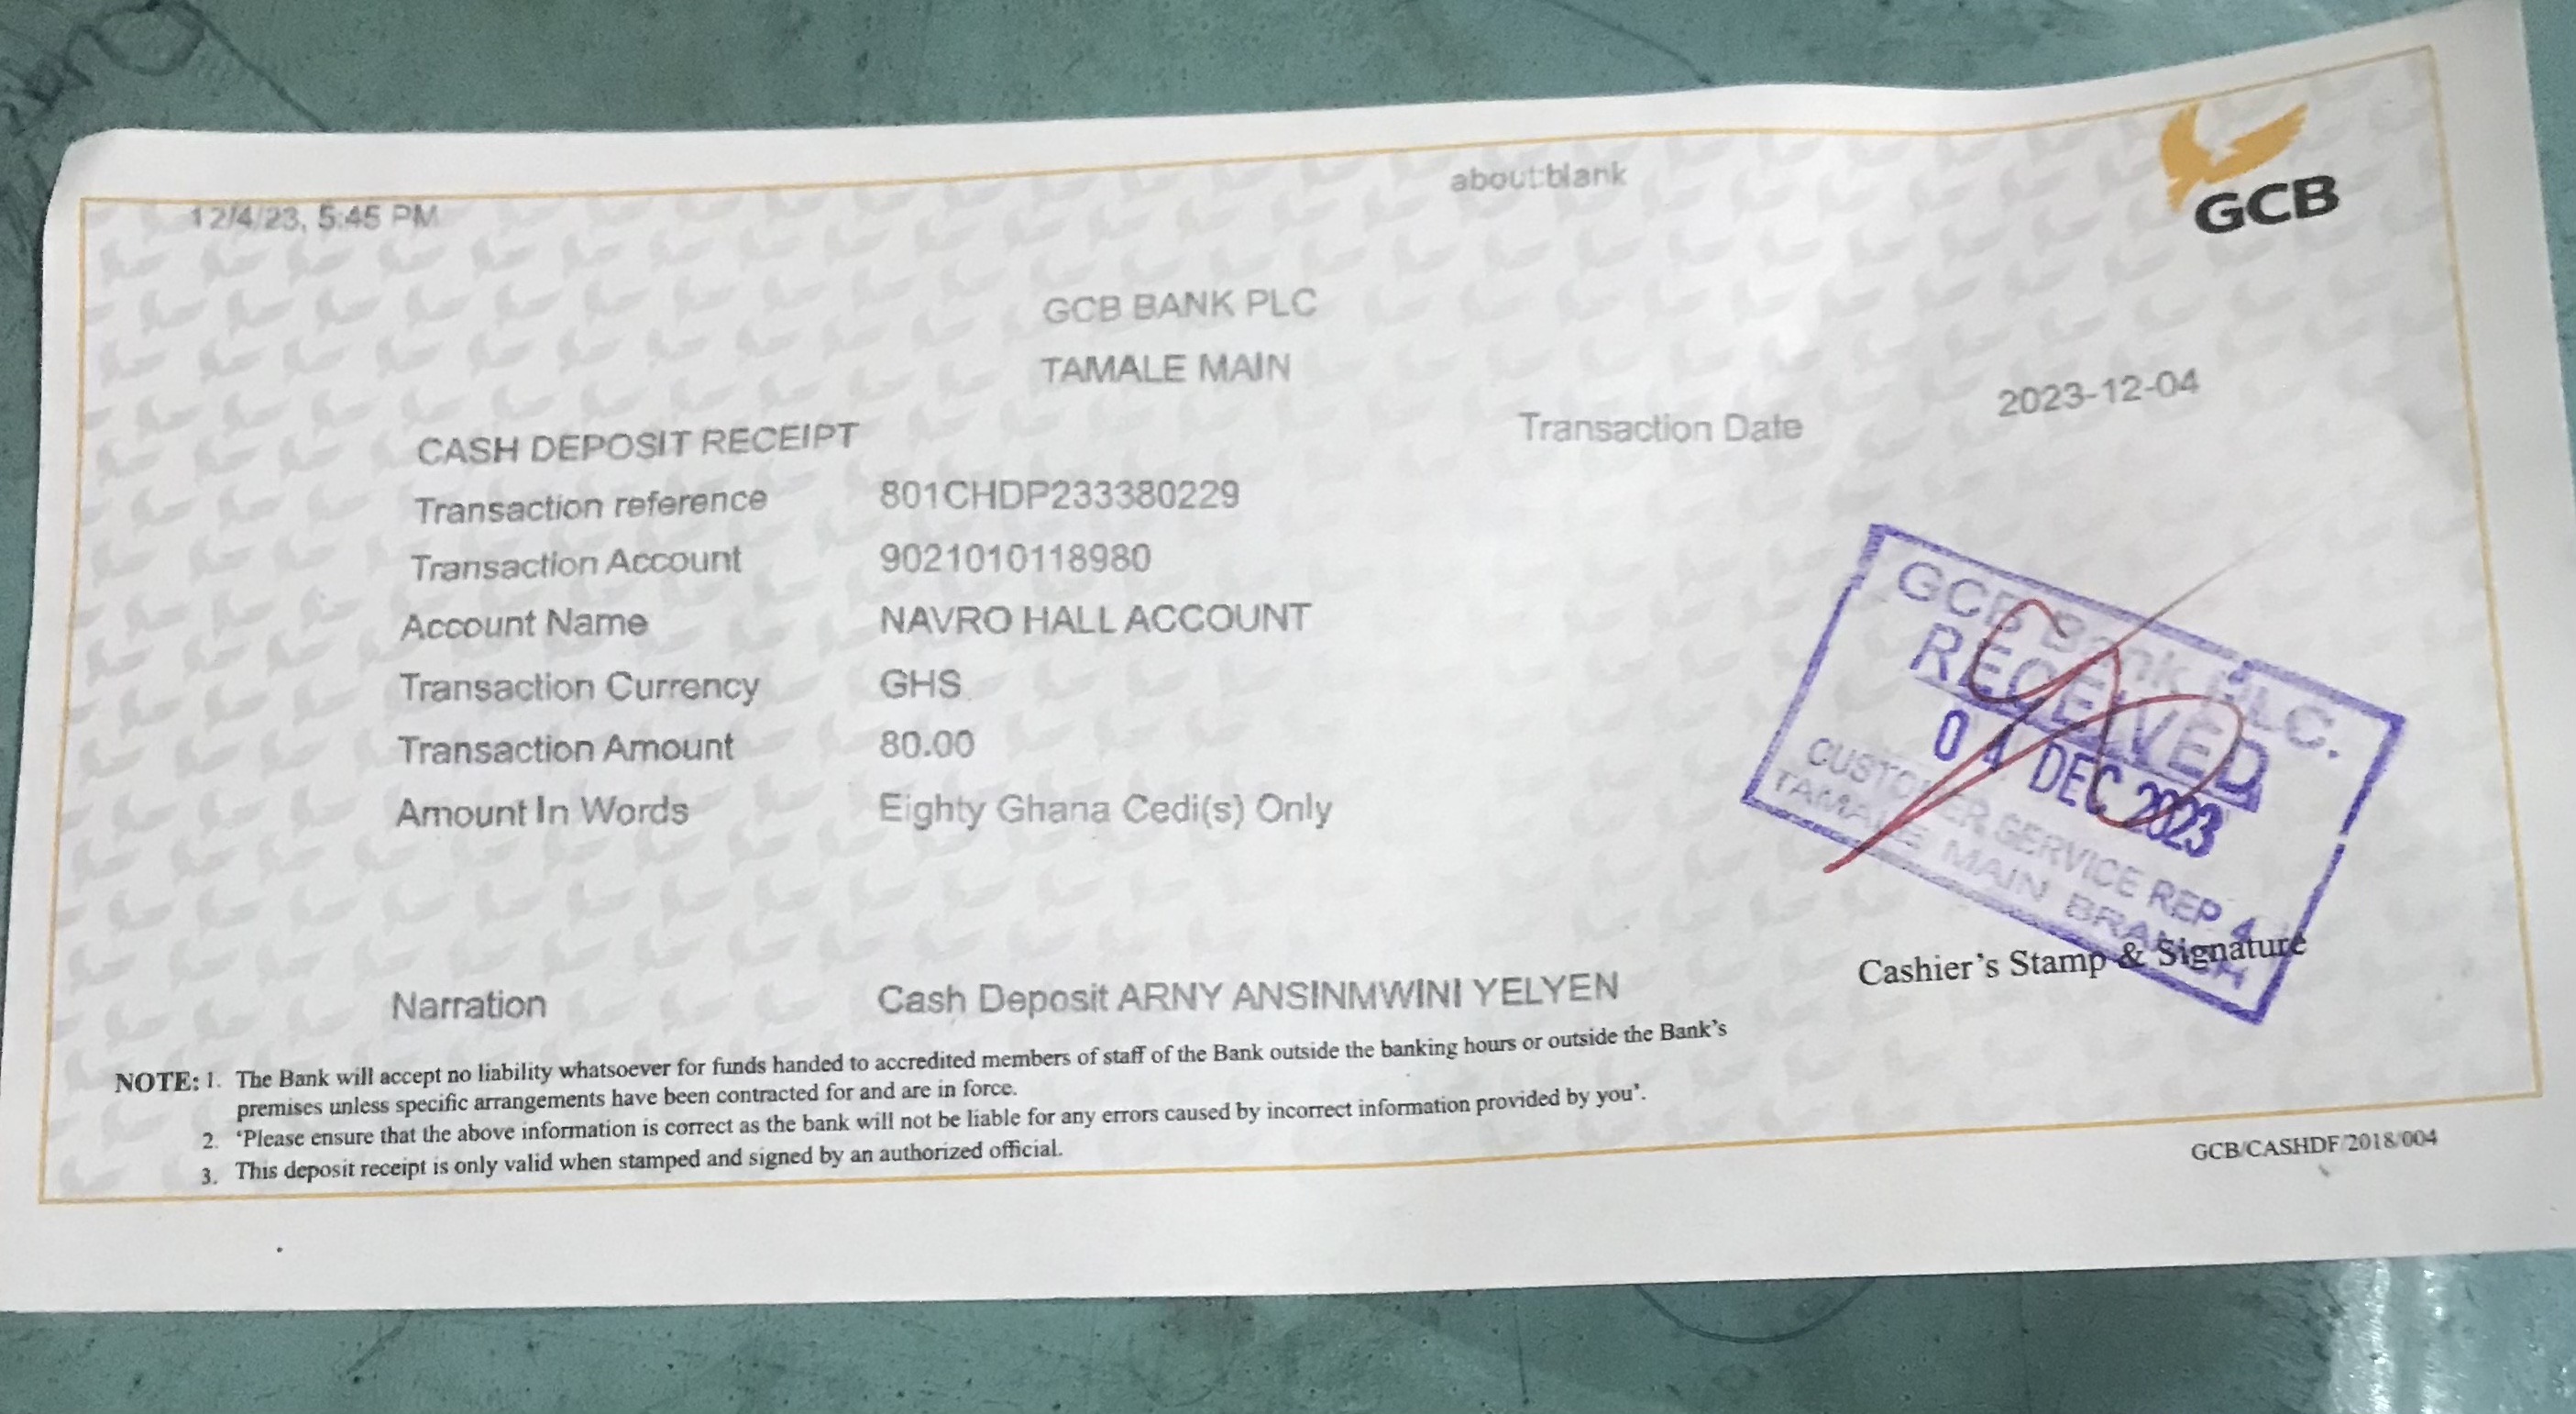 12/4/23, 5:45 PM
about:blank
GCB
GCB BANK PLC
TAMALE MAIN
Transaction Date 2023-12-04
CASH DEPOSIT RECEIPT
Transaction reference 801CHDP233380229
Transaction Account 9021010118980
Account Name NAVRO HALL ACCOUNT
Transaction Currency GHS
Transaction Amount 80.00
Amount In Words Eighty Ghana Cedi(s) Only
GCB Bank PLC.
RECEIVED
04 DEC 2023
CUSTOMER SERVICE REP 4
TAMALE MAIN BRANCH
Cashier's Stamp & Signature
Narration Cash Deposit ARNY ANSINMWINI YELYEN
NOTE: 1. The Bank will accept no liability whatsoever for funds handed to accredited members of staff of the Bank outside the banking hours or outside the Bank's
premises unless specific arrangements have been contracted for and are in force.
2. 'Please ensure that the above information is correct as the bank will not be liable for any errors caused by incorrect information provided by you'.
3. This deposit receipt is only valid when stamped and signed by an authorized official.
GCB/CASHDF/2018/004